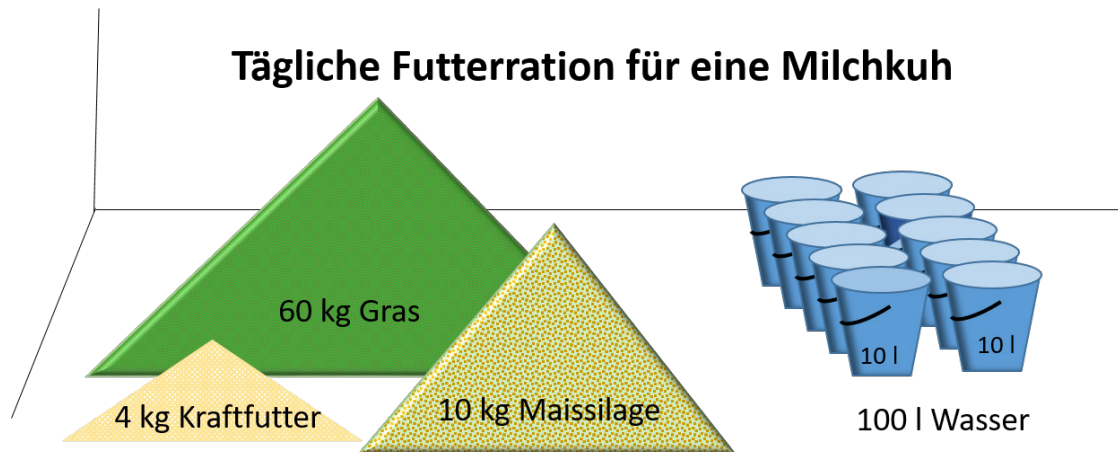 Tägliche Futterration für eine Milchkuh
60 kg Gras
4 kg Kraftfutter
10 kg Maissilage
10 l
10 l
100 l Wasser